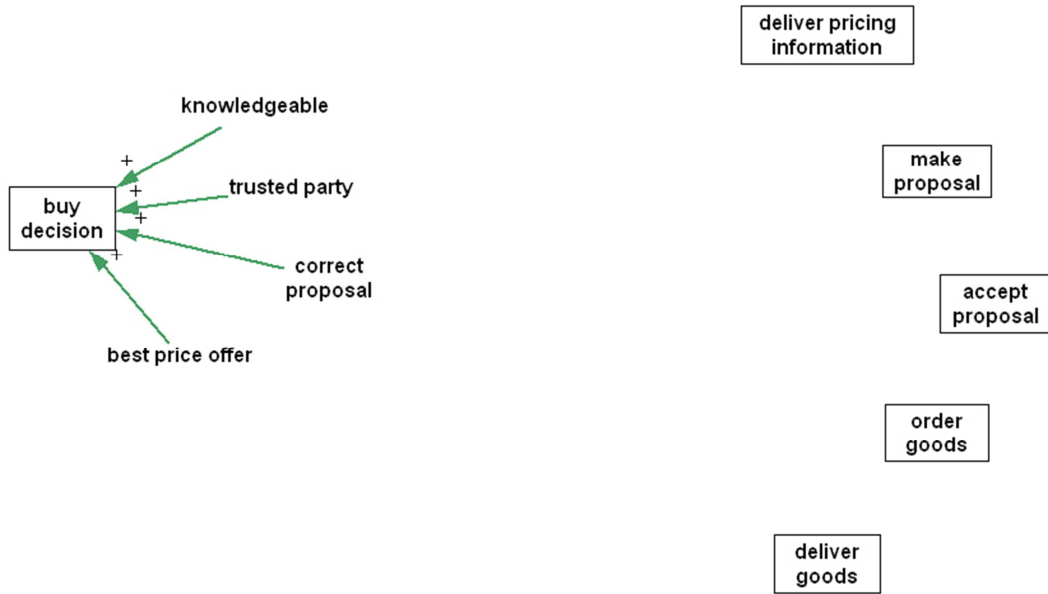 deliver pricing
information
knowledgeable
+
make
proposal
+
trusted party
buy
decision
+
+
correct
proposal
accept
proposal
best price offer
order
goods
deliver
goods